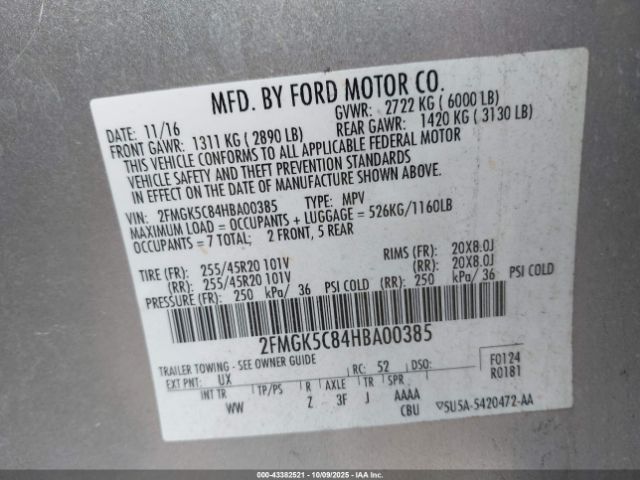 MFD. BY FORD MOTOR CO.
DATE: 11/16 GVWR: 2722 KG ( 6000 LB)
FRONT GAWR: 1311 KG ( 2890 LB) REAR GAWR: 1420 KG ( 3130 LB)
THIS VEHICLE CONFORMS TO ALL APPLICABLE FEDERAL MOTOR
VEHICLE SAFETY AND THEFT PREVENTION STANDARDS
IN EFFECT ON THE DATE OF MANUFACTURE SHOWN ABOVE.
VIN: 2FMGK5C84HBA00385 TYPE: MPV
MAXIMUM LOAD = OCCUPANTS + LUGGAGE = 526KG/1160LB
OCCUPANTS = 7 TOTAL; 2 FRONT, 5 REAR
TIRE (FR): 255/45R20 101V RIMS (FR): 20X8.0J
(RR): 255/45R20 101V (RR): 20X8.0J
PRESSURE (FR): 250 kPa/ 36 PSI COLD (RR): 250 kPa/ 36 PSI COLD
2FMGK5C84HBA00385
TRAILER TOWING - SEE OWNER GUIDE
EXT PNT: UX RC: 52 DSO: F0124
INT TR TP/PS R AXLE TR SPR R0181
WW Z 3F J AAAA
CBU ▽5U5A-5420472-AA
000-43382521 | 10/09/2025 | IAAI.COM